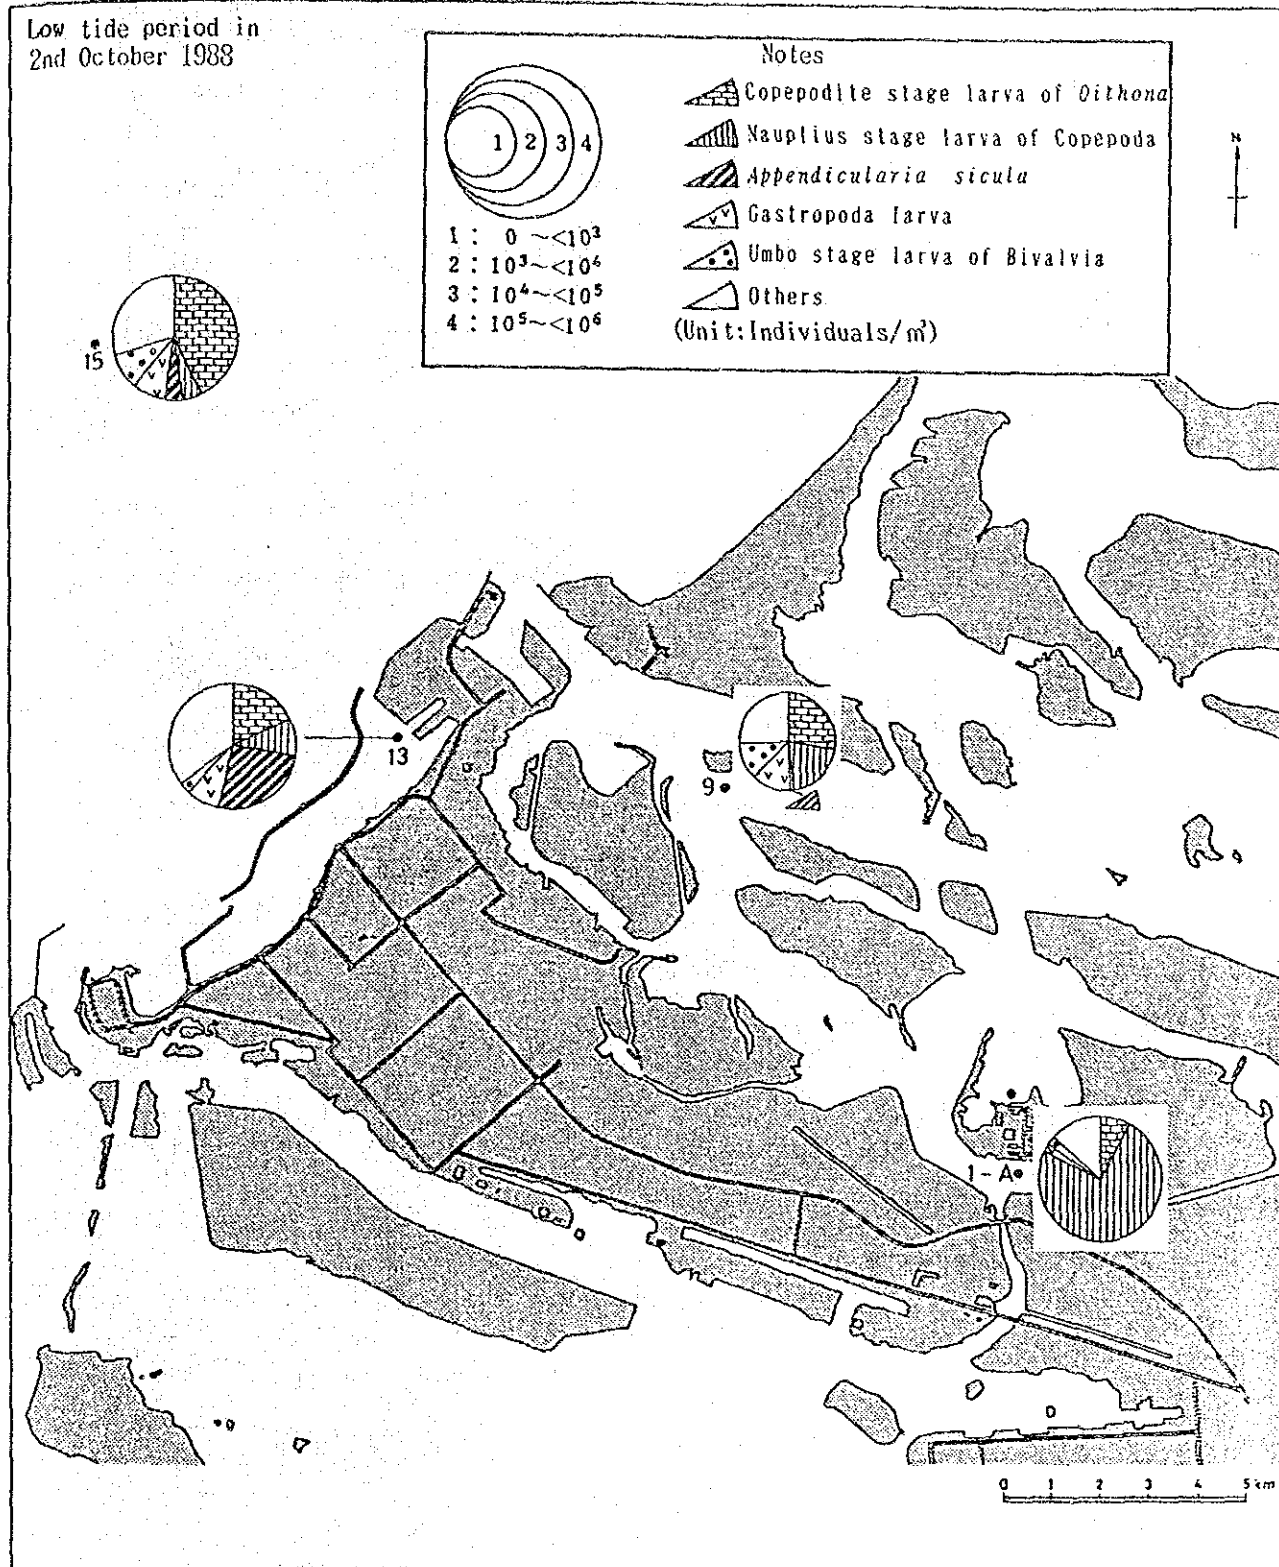 Low tide period in
2nd October 1988
Notes
1 2 3 4
Copepodite stage larva of Oithona
Nauplius stage larva of Copepoda
Appendicularia sicula
Gastropoda larva
Umbo stage larva of Bivalvia
Others
(Unit:Individuals/m³)
1 : 0 ~<10³
2 : 10³~<10⁴
3 : 10⁴~<10⁵
4 : 10⁵~<10⁶
N
15
13
9
1-A
0 1 2 3 4 5 km